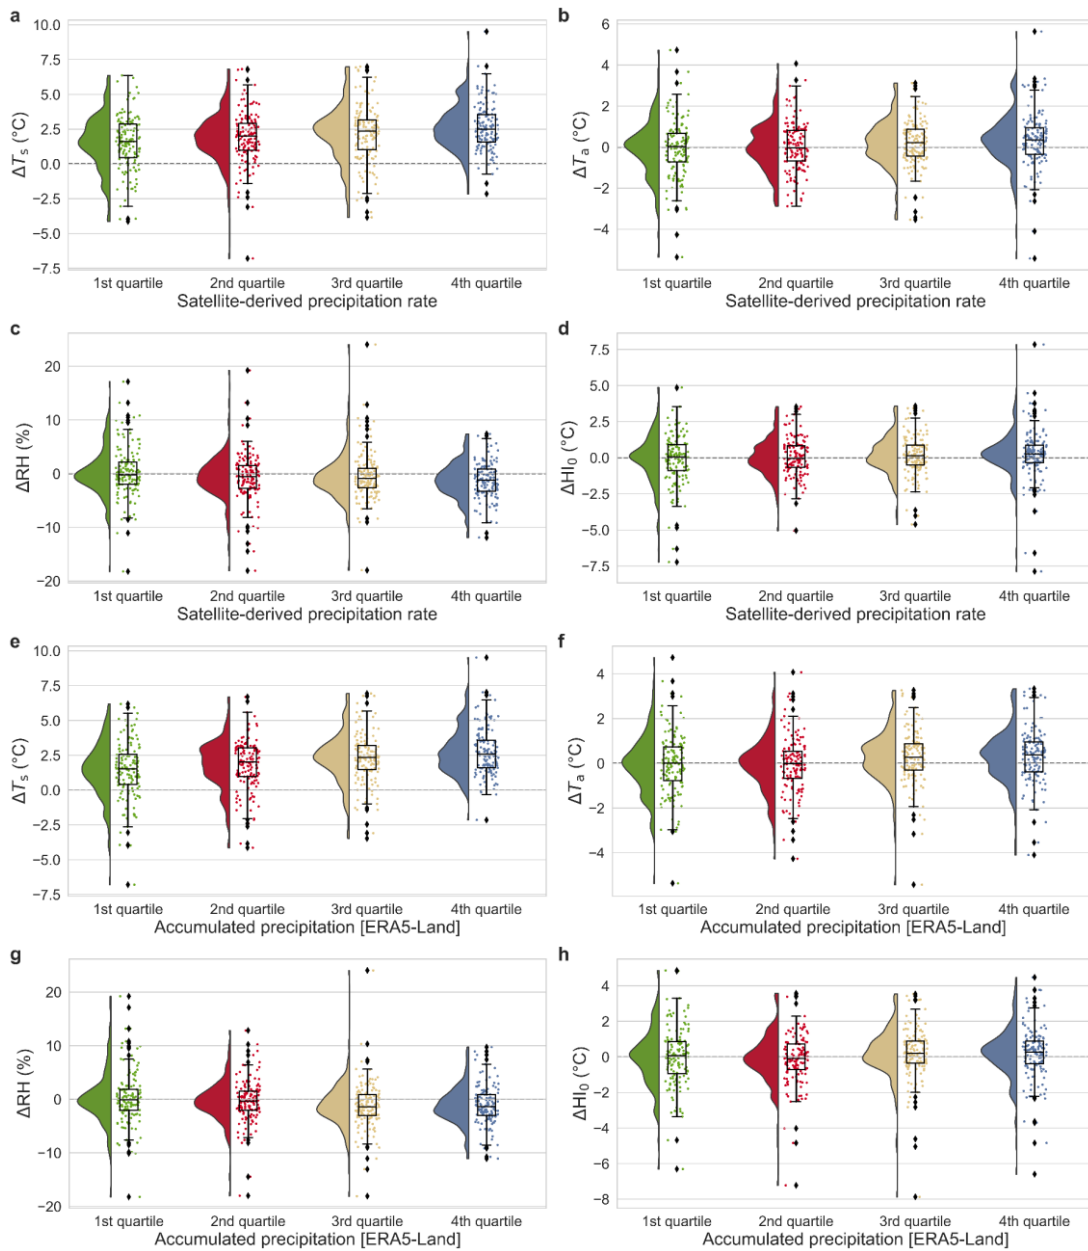 a
10.0
7.5
5.0
2.5
0.0
−2.5
−5.0
−7.5
ΔTs (°C)
1st quartile 2nd quartile 3rd quartile 4th quartile
Satellite-derived precipitation rate
b
6
4
2
0
−2
−4
ΔTa (°C)
1st quartile 2nd quartile 3rd quartile 4th quartile
Satellite-derived precipitation rate
c
20
10
0
−10
−20
ΔRH (%)
1st quartile 2nd quartile 3rd quartile 4th quartile
Satellite-derived precipitation rate
d
7.5
5.0
2.5
0.0
−2.5
−5.0
−7.5
ΔHI0 (°C)
1st quartile 2nd quartile 3rd quartile 4th quartile
Satellite-derived precipitation rate
e
10.0
7.5
5.0
2.5
0.0
−2.5
−5.0
−7.5
ΔTs (°C)
1st quartile 2nd quartile 3rd quartile 4th quartile
Accumulated precipitation [ERA5-Land]
f
4
2
0
−2
−4
ΔTa (°C)
1st quartile 2nd quartile 3rd quartile 4th quartile
Accumulated precipitation [ERA5-Land]
g
20
10
0
−10
−20
ΔRH (%)
1st quartile 2nd quartile 3rd quartile 4th quartile
Accumulated precipitation [ERA5-Land]
h
4
2
0
−2
−4
−6
−8
ΔHI0 (°C)
1st quartile 2nd quartile 3rd quartile 4th quartile
Accumulated precipitation [ERA5-Land]